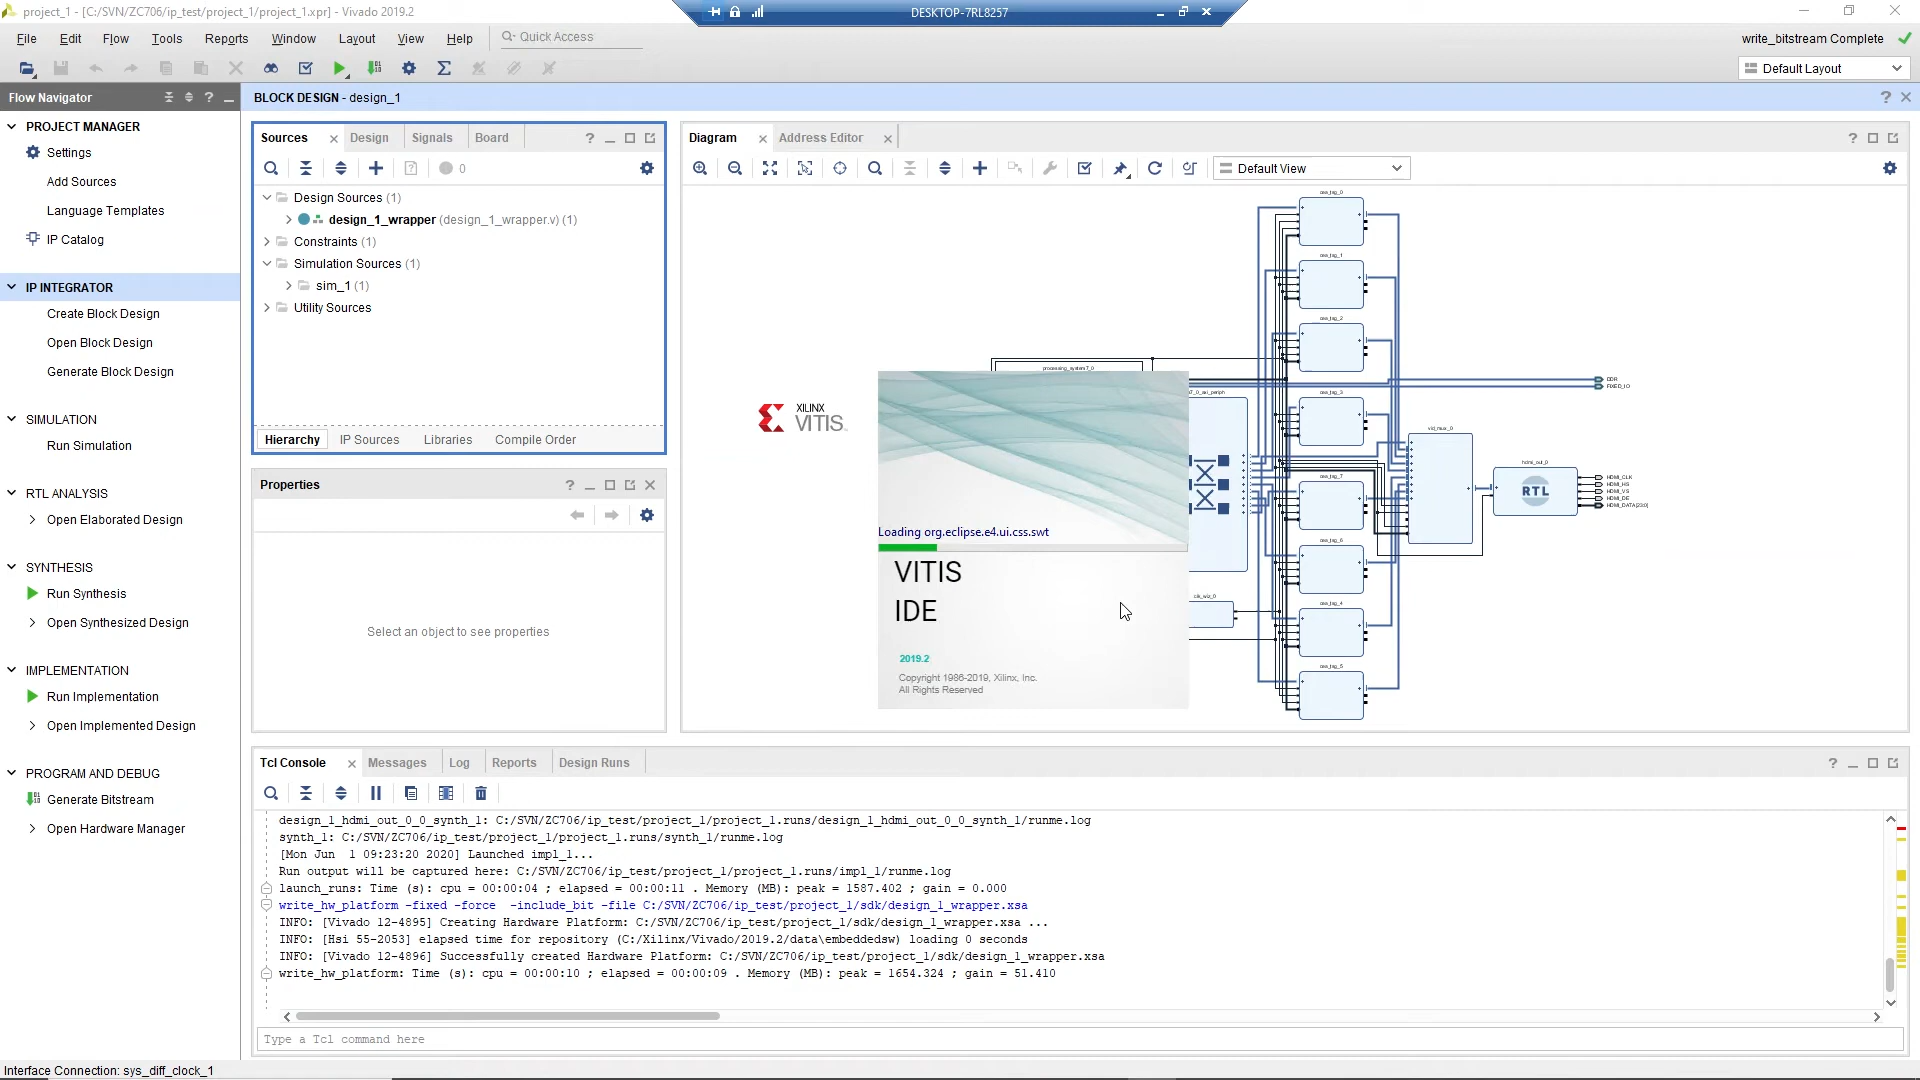 project_1 - [C:/SVN/ZC706/ip_test/project_1/project_1.xpr] - Vivado 2019.2
DESKTOP-7RL8257
File Edit Flow Tools Reports Window Layout View Help Quick Access
write_bitstream Complete
Default Layout
Flow Navigator
BLOCK DESIGN - design_1
PROJECT MANAGER
Settings
Add Sources
Language Templates
IP Catalog
IP INTEGRATOR
Create Block Design
Open Block Design
Generate Block Design
SIMULATION
Run Simulation
RTL ANALYSIS
Open Elaborated Design
SYNTHESIS
Run Synthesis
Open Synthesized Design
IMPLEMENTATION
Run Implementation
Open Implemented Design
PROGRAM AND DEBUG
Generate Bitstream
Open Hardware Manager
Sources Design Signals Board
0
Design Sources (1)
design_1_wrapper (design_1_wrapper.v) (1)
Constraints (1)
Simulation Sources (1)
sim_1 (1)
Utility Sources
Hierarchy IP Sources Libraries Compile Order
Properties
Select an object to see properties
Diagram Address Editor
Default View
processing_system7_0
DDR
FIXED_IO
vid_mux_0
hdmi_out_0
RTL
HDMI_CLK
HDMI_HS
HDMI_VS
HDMI_DE
HDMI_DATA[23:0]
clk_wiz_0
XILINX
VITIS
Loading org.eclipse.e4.ui.css.swt
VITIS
IDE
2019.2
Copyright 1986-2019, Xilinx, Inc.
All Rights Reserved
Tcl Console Messages Log Reports Design Runs
design_1_hdmi_out_0_0_synth_1: C:/SVN/ZC706/ip_test/project_1/project_1.runs/design_1_hdmi_out_0_0_synth_1/runme.log
synth_1: C:/SVN/ZC706/ip_test/project_1/project_1.runs/synth_1/runme.log
[Mon Jun  1 09:23:20 2020] Launched impl_1...
Run output will be captured here: C:/SVN/ZC706/ip_test/project_1/project_1.runs/impl_1/runme.log
launch_runs: Time (s): cpu = 00:00:04 ; elapsed = 00:00:11 . Memory (MB): peak = 1587.402 ; gain = 0.000
write_hw_platform -fixed -force  -include_bit -file C:/SVN/ZC706/ip_test/project_1/sdk/design_1_wrapper.xsa
INFO: [Vivado 12-4895] Creating Hardware Platform: C:/SVN/ZC706/ip_test/project_1/sdk/design_1_wrapper.xsa ...
INFO: [Hsi 55-2053] elapsed time for repository (C:/Xilinx/Vivado/2019.2/data\embeddedsw) loading 0 seconds
INFO: [Vivado 12-4896] Successfully created Hardware Platform: C:/SVN/ZC706/ip_test/project_1/sdk/design_1_wrapper.xsa
write_hw_platform: Time (s): cpu = 00:00:10 ; elapsed = 00:00:09 . Memory (MB): peak = 1654.324 ; gain = 51.410
Type a Tcl command here
Interface Connection: sys_diff_clock_1